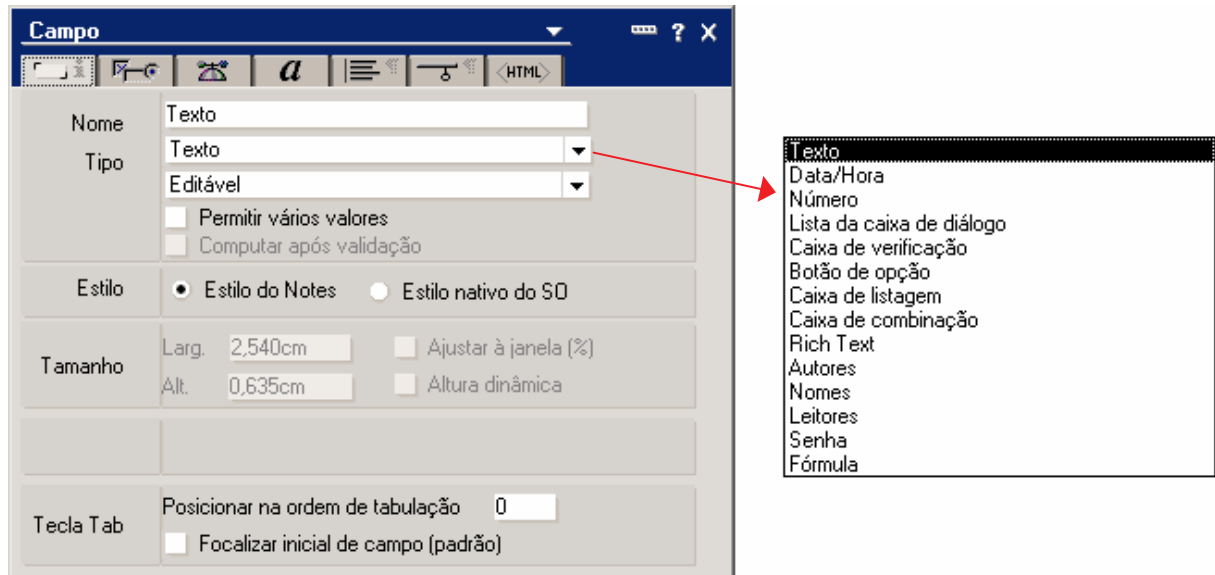 Campo ? X
a <HTML>
Nome Texto
Tipo Texto
Editável
Permitir vários valores
Computar após validação
Estilo Estilo do Notes Estilo nativo do SO
Tamanho
Larg. 2,540cm Ajustar à janela (%)
Alt. 0,635cm Altura dinâmica
Tecla Tab
Posicionar na ordem de tabulação 0
Focalizar inicial de campo (padrão)
Texto
Data/Hora
Número
Lista da caixa de diálogo
Caixa de verificação
Botão de opção
Caixa de listagem
Caixa de combinação
Rich Text
Autores
Nomes
Leitores
Senha
Fórmula